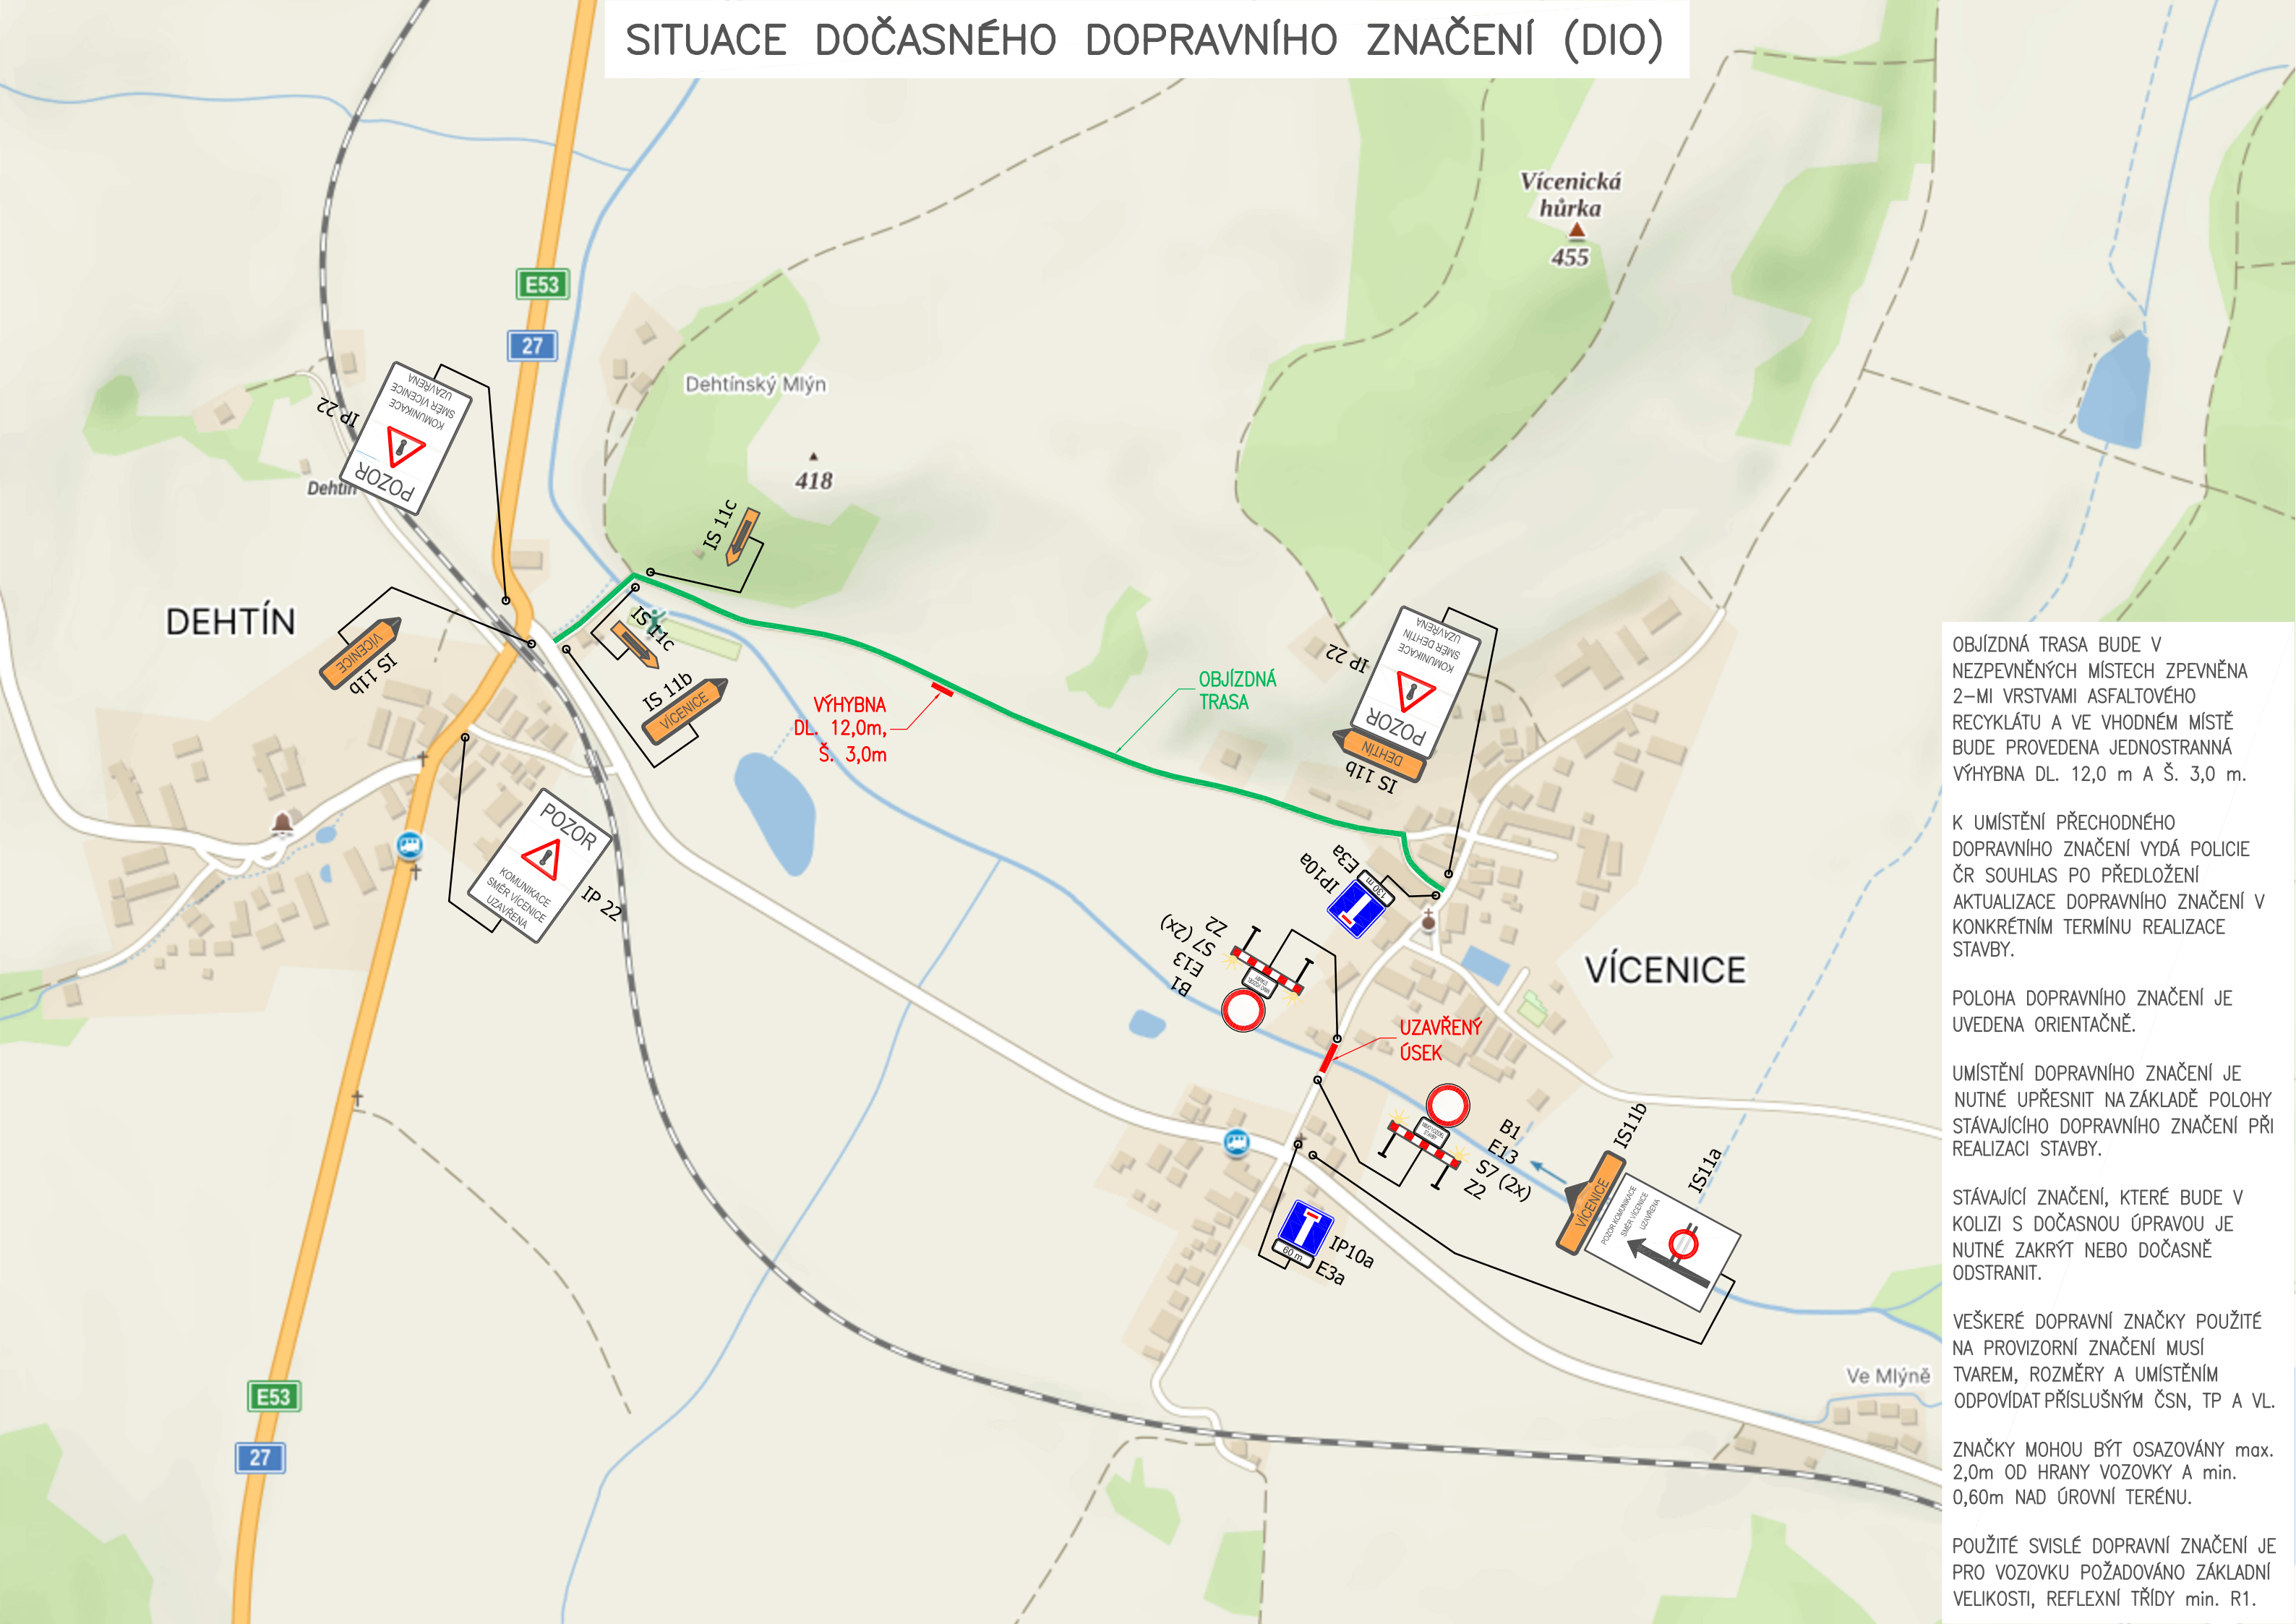 SITUACE DOČASNÉHO DOPRAVNÍHO ZNAČENÍ (DIO)
Vícenická
hůrka
455
E53
27
Dehtínský Mlýn
418
Dehtín
IP 22
POZOR
KOMUNIKACE
SMĚR VÍCENICE
UZAVŘENA
IS 11c
IS 11c
DEHTÍN
VÍCENICE
IS 11b
IS 11b
VÍCENICE
VÝHYBNA
DL. 12,0m,
Š. 3,0m
OBJÍZDNÁ
TRASA
IP 22
POZOR
KOMUNIKACE
SMĚR DEHTÍN
UZAVŘENA
DEHTÍN
IS 11b
POZOR
KOMUNIKACE
SMĚR VÍCENICE
UZAVŘENA
IP 22
E3a
IP10a
130 m
Z2
S7 (2x)
E13
B1
VÍCENICE
UZAVŘENÝ
ÚSEK
B1
E13
S7 (2x)
Z2
IS11b
VÍCENICE
IS11a
POZOR KOMUNIKACE
SMĚR VÍCENICE
UZAVŘENA
IP10a
60 m
E3a
Ve Mlýně
E53
27
OBJÍZDNÁ TRASA BUDE V
NEZPEVNĚNÝCH MÍSTECH ZPEVNĚNA
2-MI VRSTVAMI ASFALTOVÉHO
RECYKLÁTU A VE VHODNÉM MÍSTĚ
BUDE PROVEDENA JEDNOSTRANNÁ
VÝHYBNA DL. 12,0 m A Š. 3,0 m.
K UMÍSTĚNÍ PŘECHODNÉHO
DOPRAVNÍHO ZNAČENÍ VYDÁ POLICIE
ČR SOUHLAS PO PŘEDLOŽENÍ
AKTUALIZACE DOPRAVNÍHO ZNAČENÍ V
KONKRÉTNÍM TERMÍNU REALIZACE
STAVBY.
POLOHA DOPRAVNÍHO ZNAČENÍ JE
UVEDENA ORIENTAČNĚ.
UMÍSTĚNÍ DOPRAVNÍHO ZNAČENÍ JE
NUTNÉ UPŘESNIT NA ZÁKLADĚ POLOHY
STÁVAJÍCÍHO DOPRAVNÍHO ZNAČENÍ PŘI
REALIZACI STAVBY.
STÁVAJÍCÍ ZNAČENÍ, KTERÉ BUDE V
KOLIZI S DOČASNOU ÚPRAVOU JE
NUTNÉ ZAKRÝT NEBO DOČASNĚ
ODSTRANIT.
VEŠKERÉ DOPRAVNÍ ZNAČKY POUŽITÉ
NA PROVIZORNÍ ZNAČENÍ MUSÍ
TVAREM, ROZMĚRY A UMÍSTĚNÍM
ODPOVÍDAT PŘÍSLUŠNÝM ČSN, TP A VL.
ZNAČKY MOHOU BÝT OSAZOVÁNY max.
2,0m OD HRANY VOZOVKY A min.
0,60m NAD ÚROVNÍ TERÉNU.
POUŽITÉ SVISLÉ DOPRAVNÍ ZNAČENÍ JE
PRO VOZOVKU POŽADOVÁNO ZÁKLADNÍ
VELIKOSTI, REFLEXNÍ TŘÍDY min. R1.